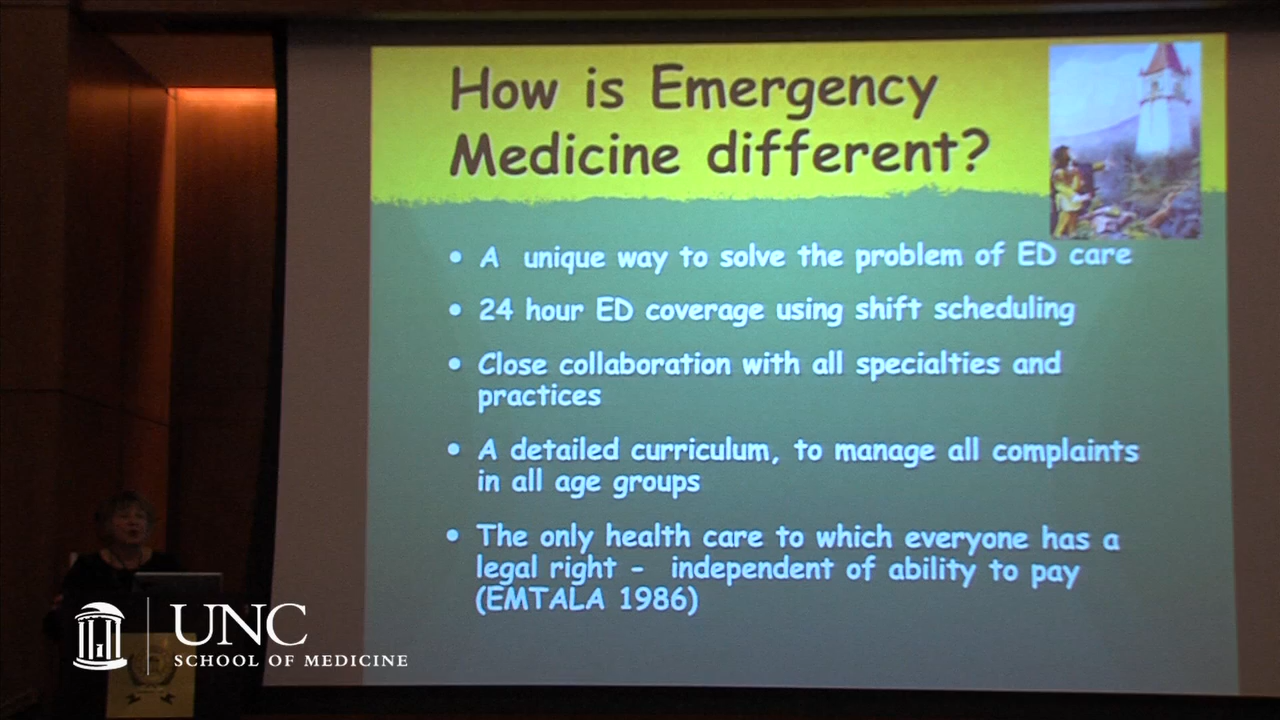 How is Emergency
Medicine different?
• A unique way to solve the problem of ED care
• 24 hour ED coverage using shift scheduling
• Close collaboration with all specialties and
practices
• A detailed curriculum, to manage all complaints
in all age groups
• The only health care to which everyone has a
legal right - independent of ability to pay
(EMTALA 1986)
UNC
SCHOOL OF MEDICINE